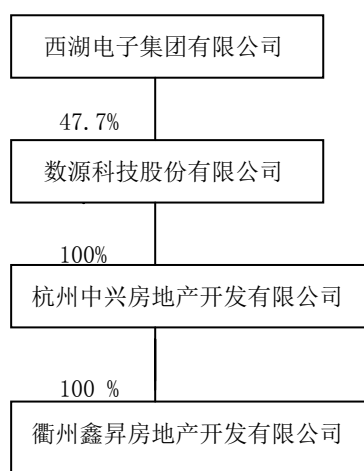 西湖电子集团有限公司
47.7%
数源科技股份有限公司
100%
杭州中兴房地产开发有限公司
100 %
衢州鑫昇房地产开发有限公司